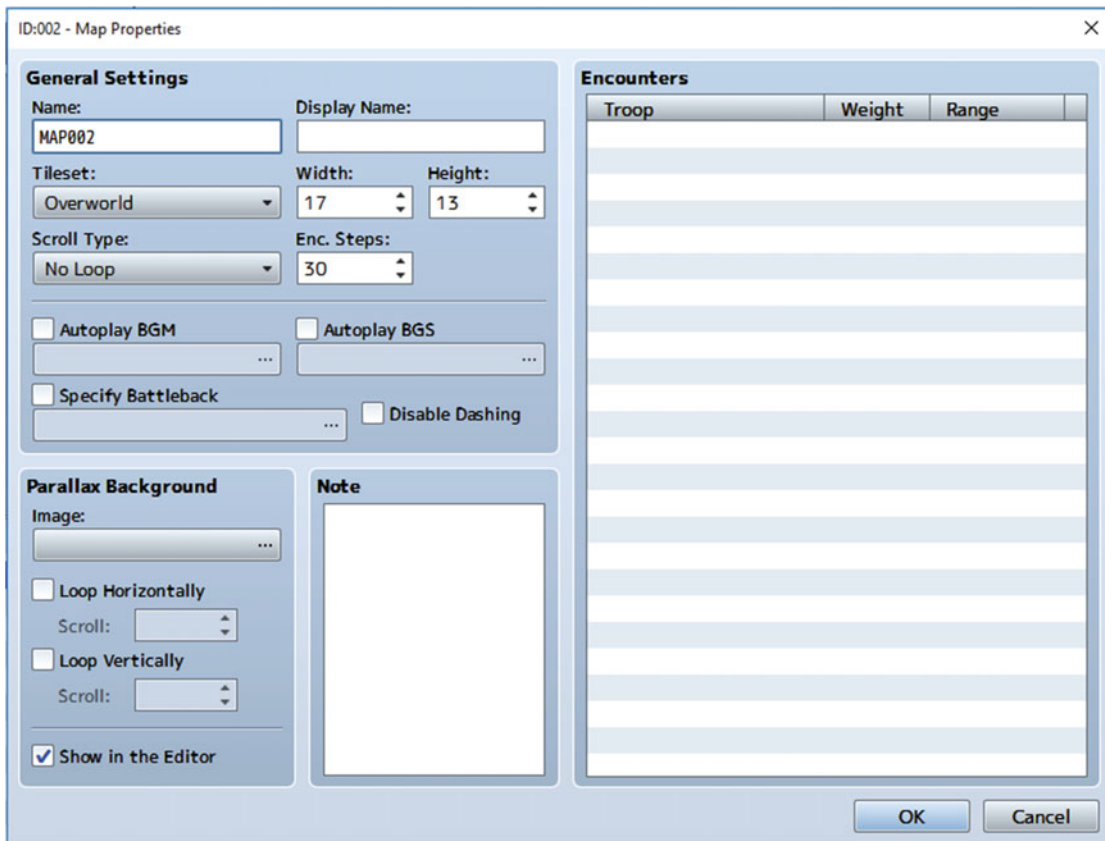 ID:002 - Map Properties
General Settings
Name:
Display Name:
MAP002
Tileset:
Width:
Height:
Overworld
17
13
Scroll Type:
Enc. Steps:
No Loop
30
Autoplay BGM
Autoplay BGS
...
...
Specify Battleback
...
Disable Dashing
Parallax Background
Image:
...
Loop Horizontally
Scroll:
Loop Vertically
Scroll:
Show in the Editor
Note
Encounters
Troop Weight Range
OK
Cancel